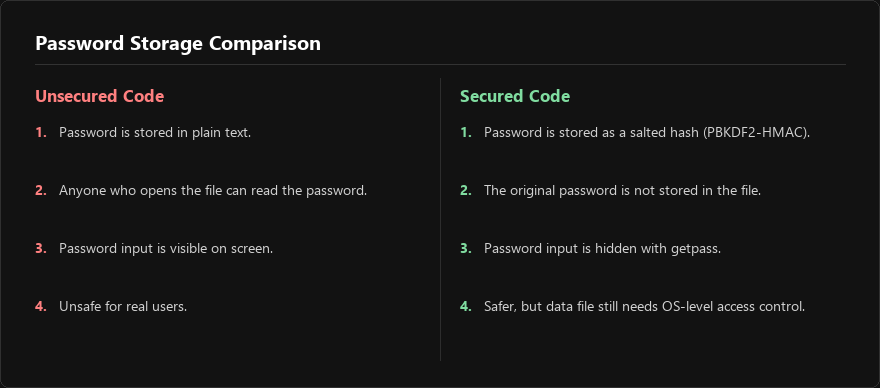 Password Storage Comparison
Unsecured Code
1. Password is stored in plain text.
2. Anyone who opens the file can read the password.
3. Password input is visible on screen.
4. Unsafe for real users.
Secured Code
1. Password is stored as a salted hash (PBKDF2-HMAC).
2. The original password is not stored in the file.
3. Password input is hidden with getpass.
4. Safer, but data file still needs OS-level access control.